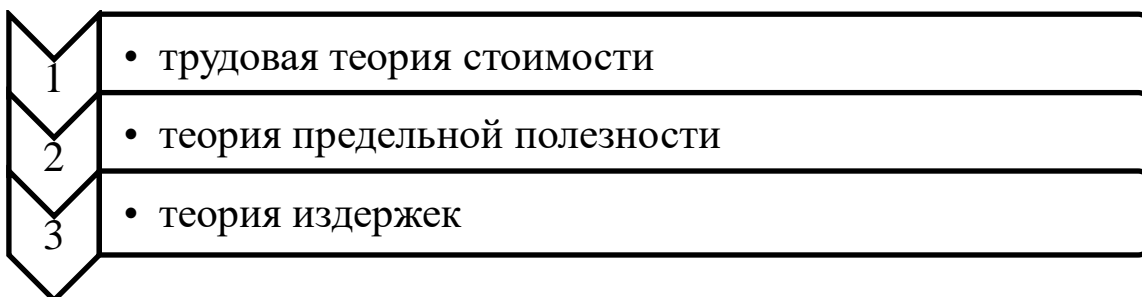 1 • трудовая теория стоимости
2 • теория предельной полезности
3 • теория издержек